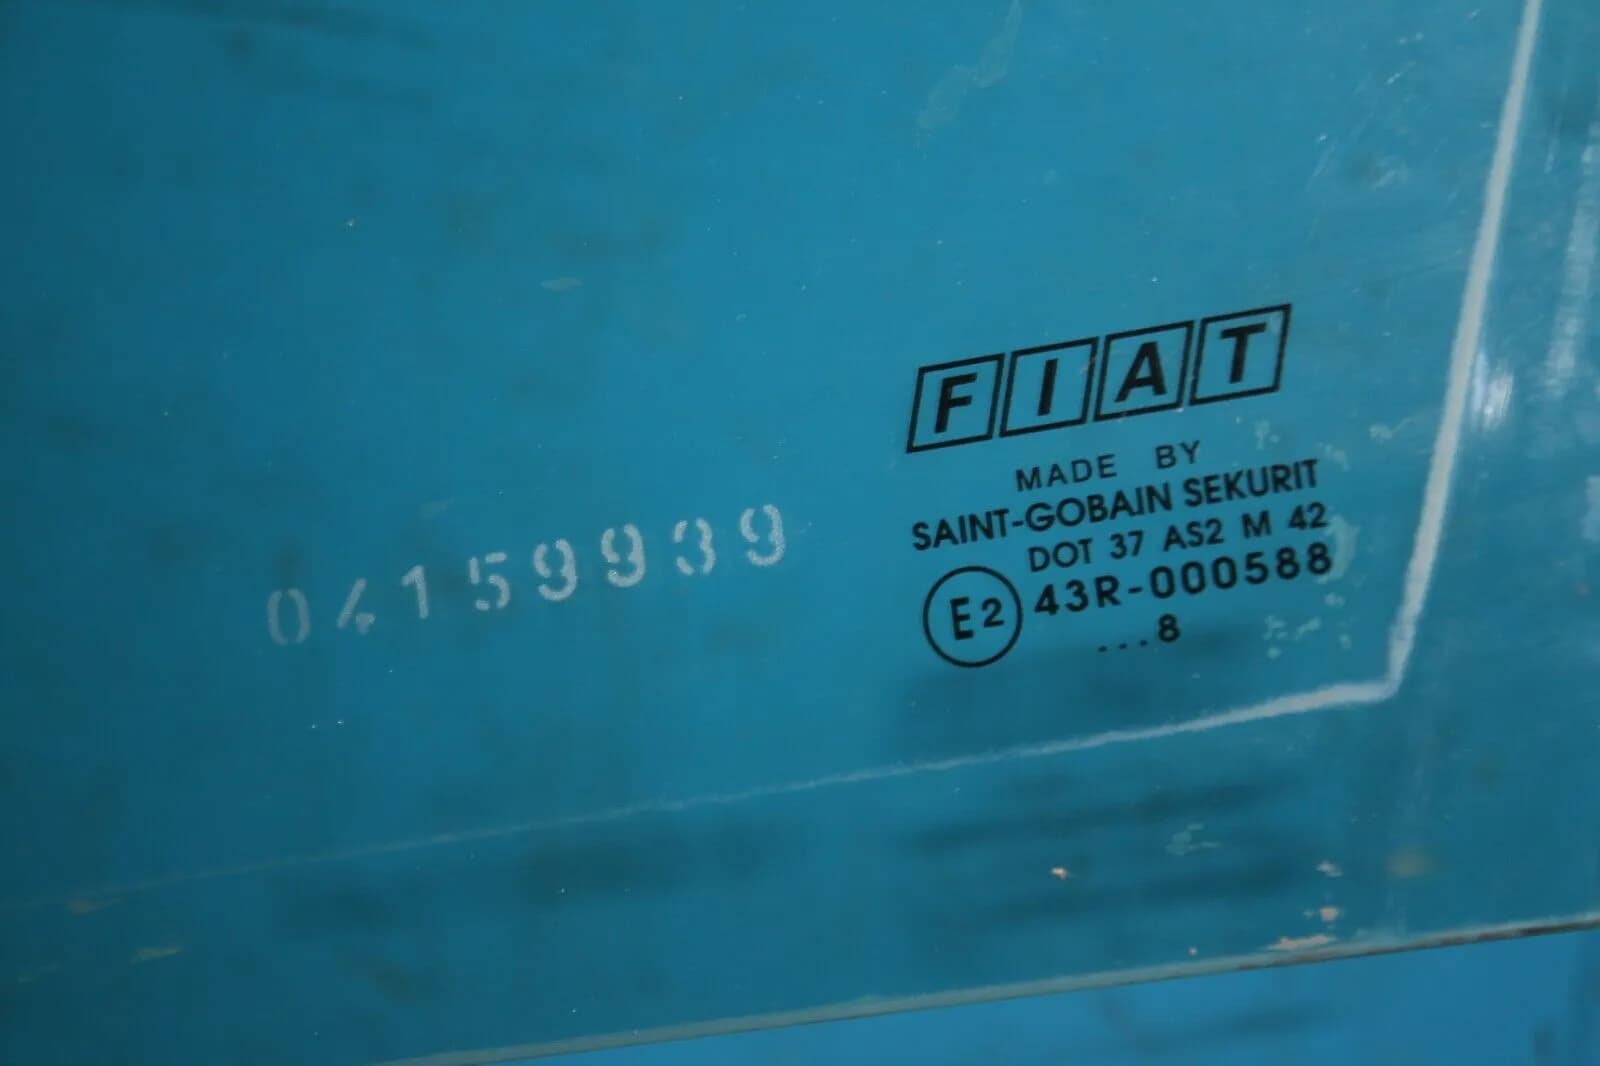 FIAT
MADE BY
SAINT-GOBAIN SEKURIT
DOT 37 AS2 M 42
E2 43R-000588
...8
04159939